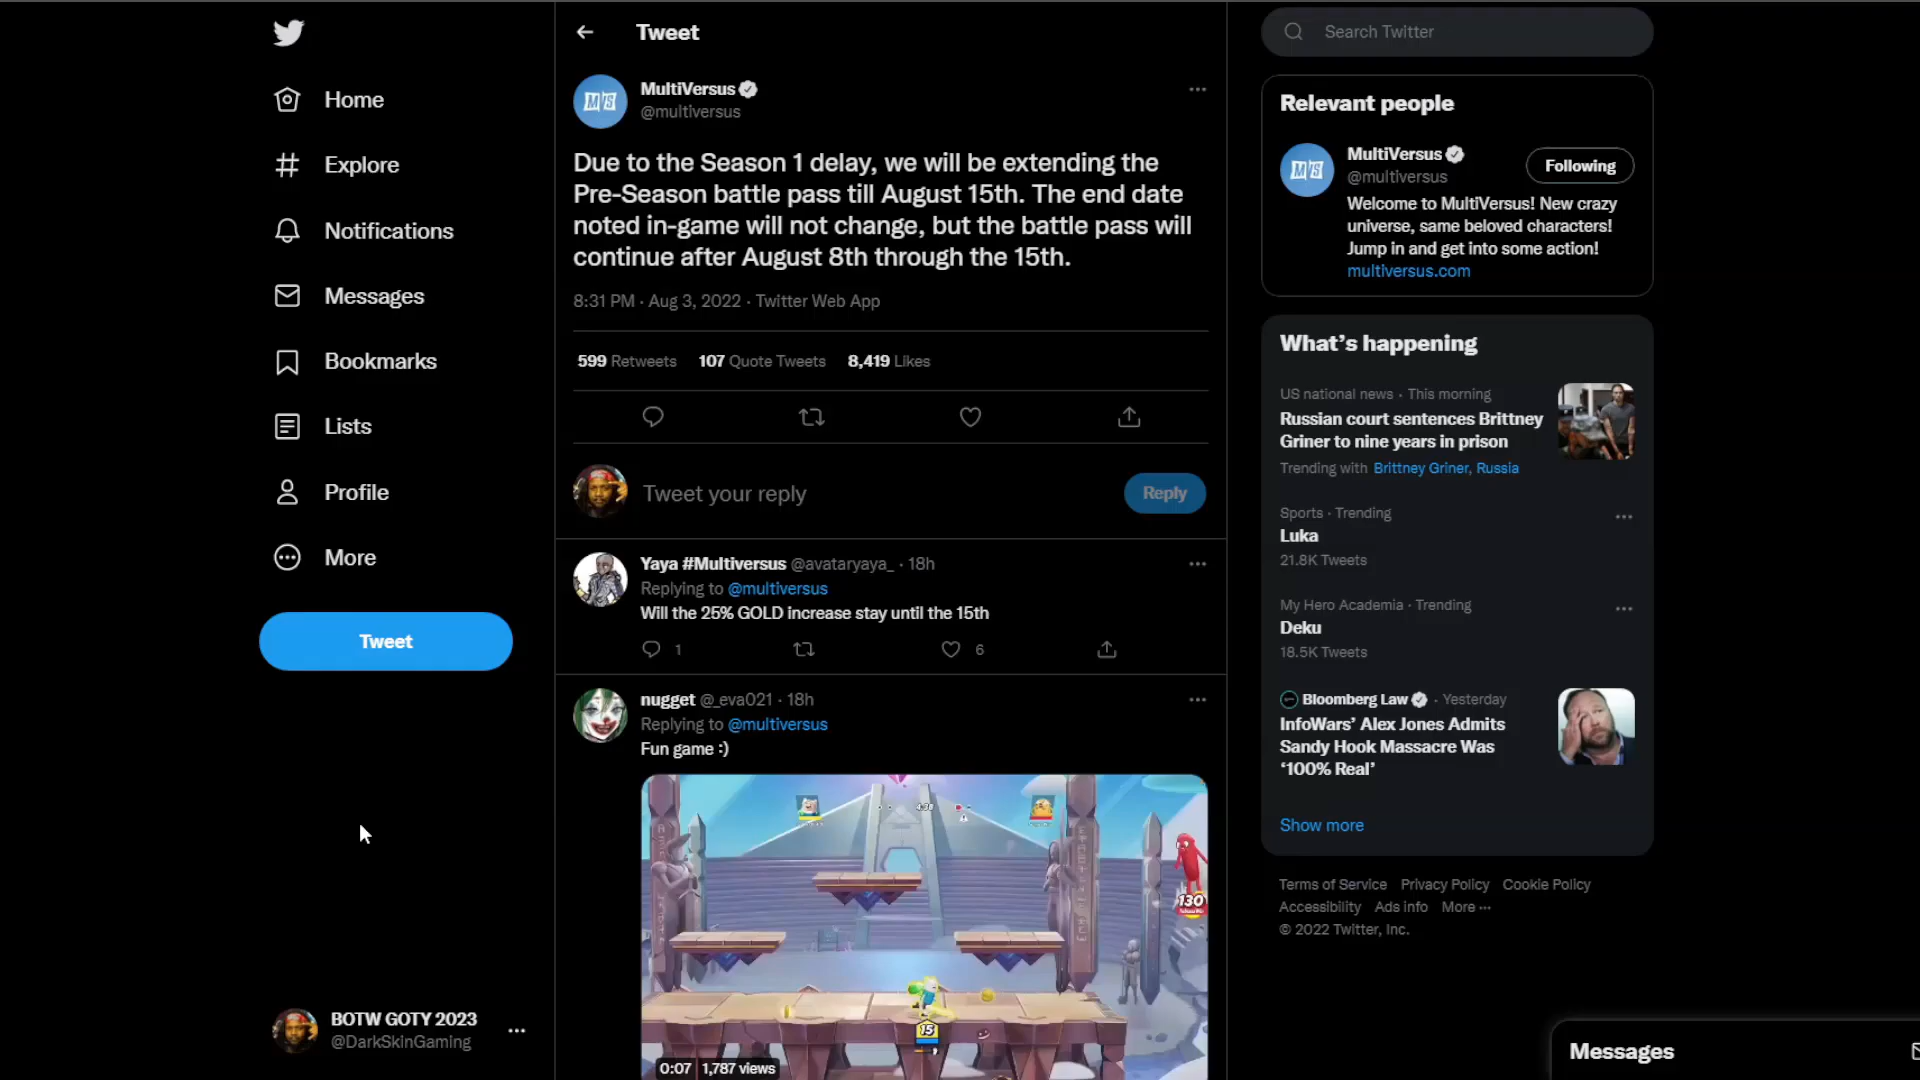 Home
Explore
Notifications
Messages
Bookmarks
Lists
Profile
More
Tweet
BOTW GOTY 2023
@DarkSkinGaming
Tweet
MultiVersus
@multiversus
Due to the Season 1 delay, we will be extending the
Pre-Season battle pass till August 15th. The end date
noted in-game will not change, but the battle pass will
continue after August 8th through the 15th.
8:31 PM · Aug 3, 2022 · Twitter Web App
599 Retweets 107 Quote Tweets 8,419 Likes
Tweet your reply
Reply
Yaya #Multiversus @avataryaya_ · 18h
Replying to @multiversus
Will the 25% GOLD increase stay until the 15th
1 6
nugget @_eva021 · 18h
Replying to @multiversus
Fun game :)
130
15
0:07 1,787 views
Search Twitter
Relevant people
MultiVersus
@multiversus
Following
Welcome to MultiVersus! New crazy
universe, same beloved characters!
Jump in and get into some action!
multiversus.com
What's happening
US national news · This morning
Russian court sentences Brittney
Griner to nine years in prison
Trending with Brittney Griner, Russia
Sports · Trending
Luka
21.8K Tweets
My Hero Academia · Trending
Deku
18.5K Tweets
Bloomberg Law · Yesterday
InfoWars' Alex Jones Admits
Sandy Hook Massacre Was
‘100% Real’
Show more
Terms of Service Privacy Policy Cookie Policy
Accessibility Ads info More ···
© 2022 Twitter, Inc.
Messages